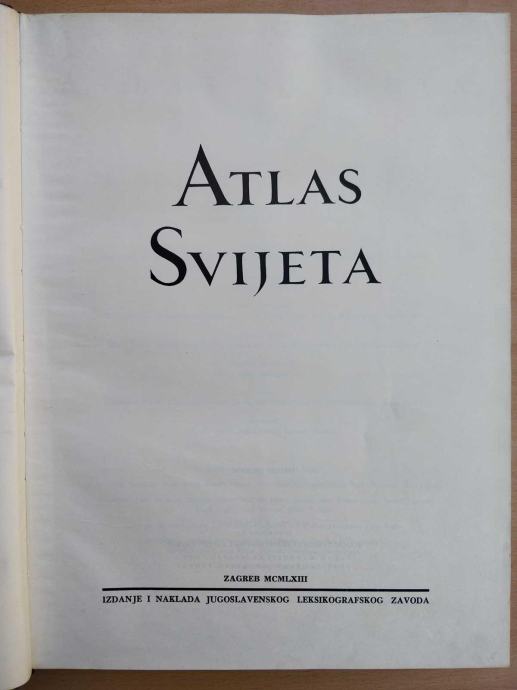 ATLAS
SVIJETA
ZAGREB MCMLXIII
IZDANJE I NAKLADA JUGOSLAVENSKOG LEKSIKOGRAFSKOG ZAVODA